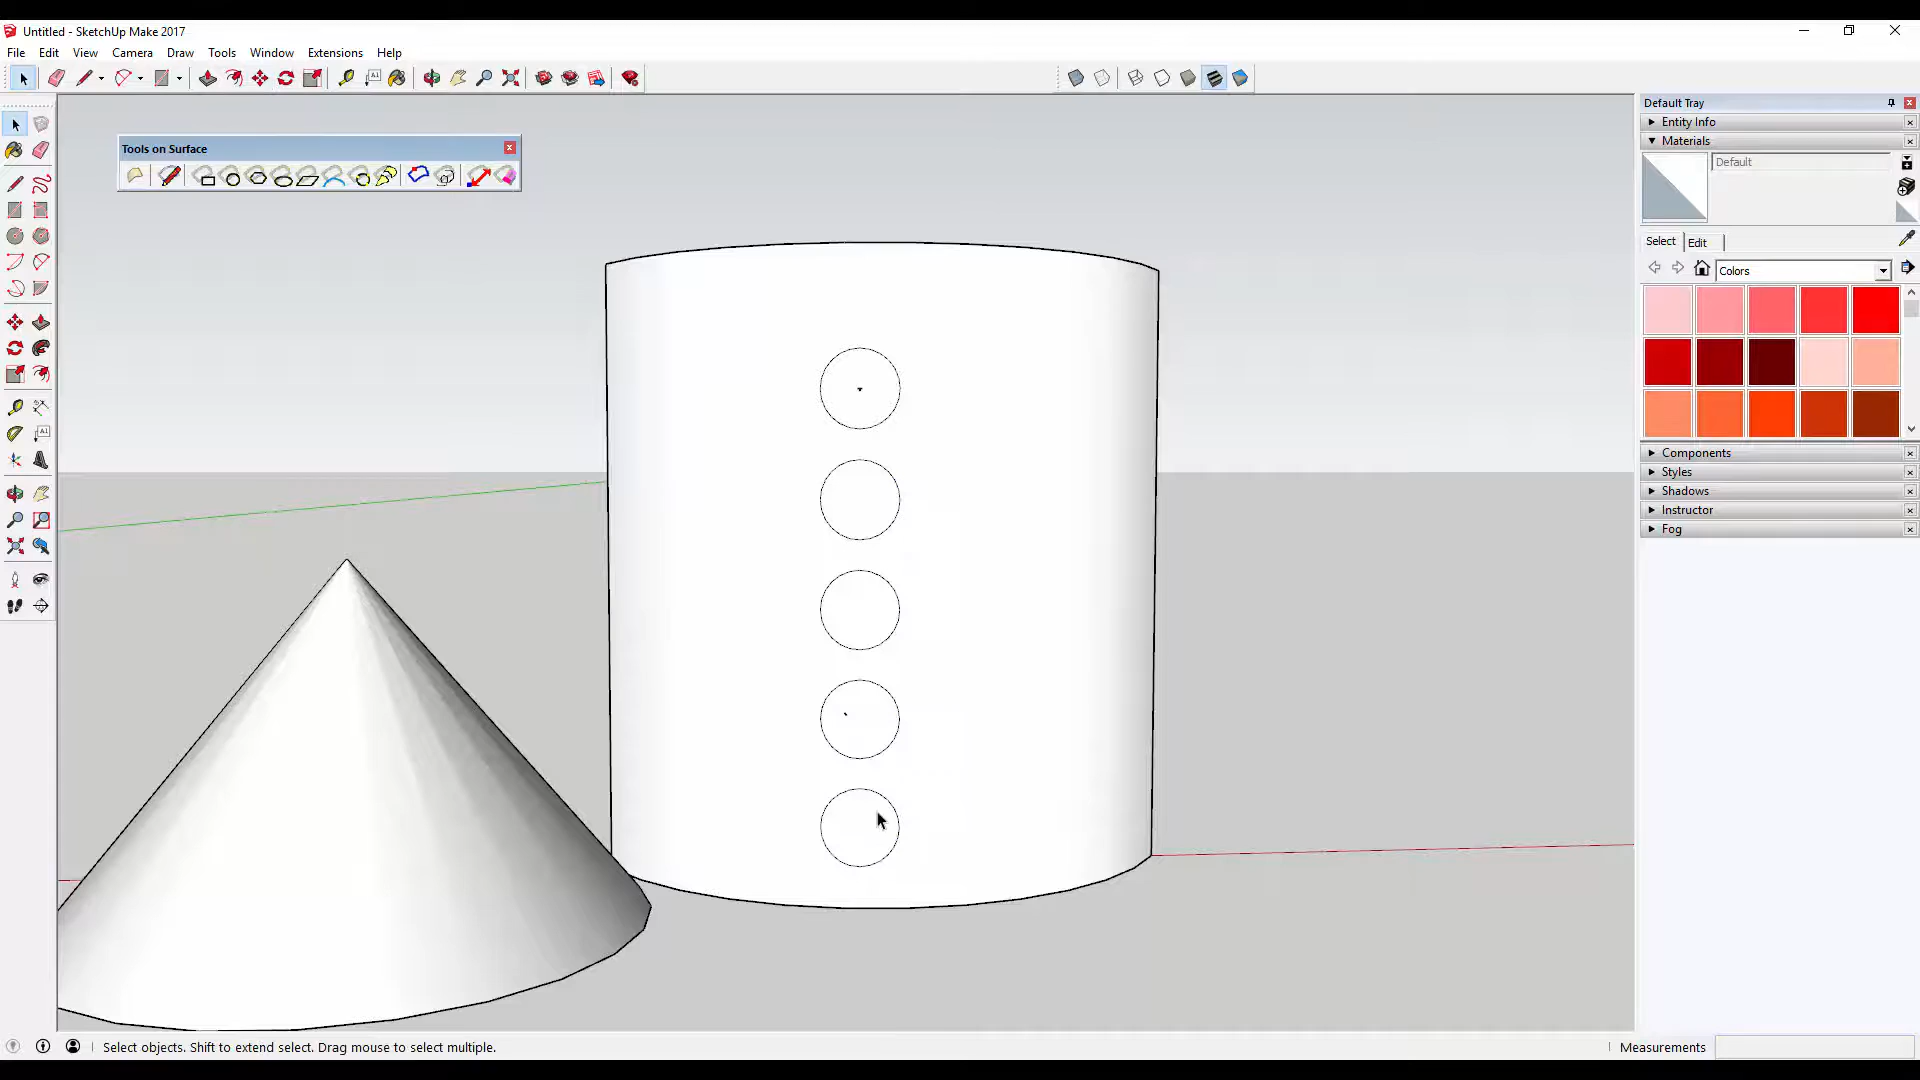 Untitled - SketchUp Make 2017
File Edit View Camera Draw Tools Window Extensions Help
Default Tray
Entity Info
Materials
Tools on Surface
Default
Select Edit
Colors
Components
Styles
Shadows
Instructor
Fog
Select objects. Shift to extend select. Drag mouse to select multiple.
Measurements